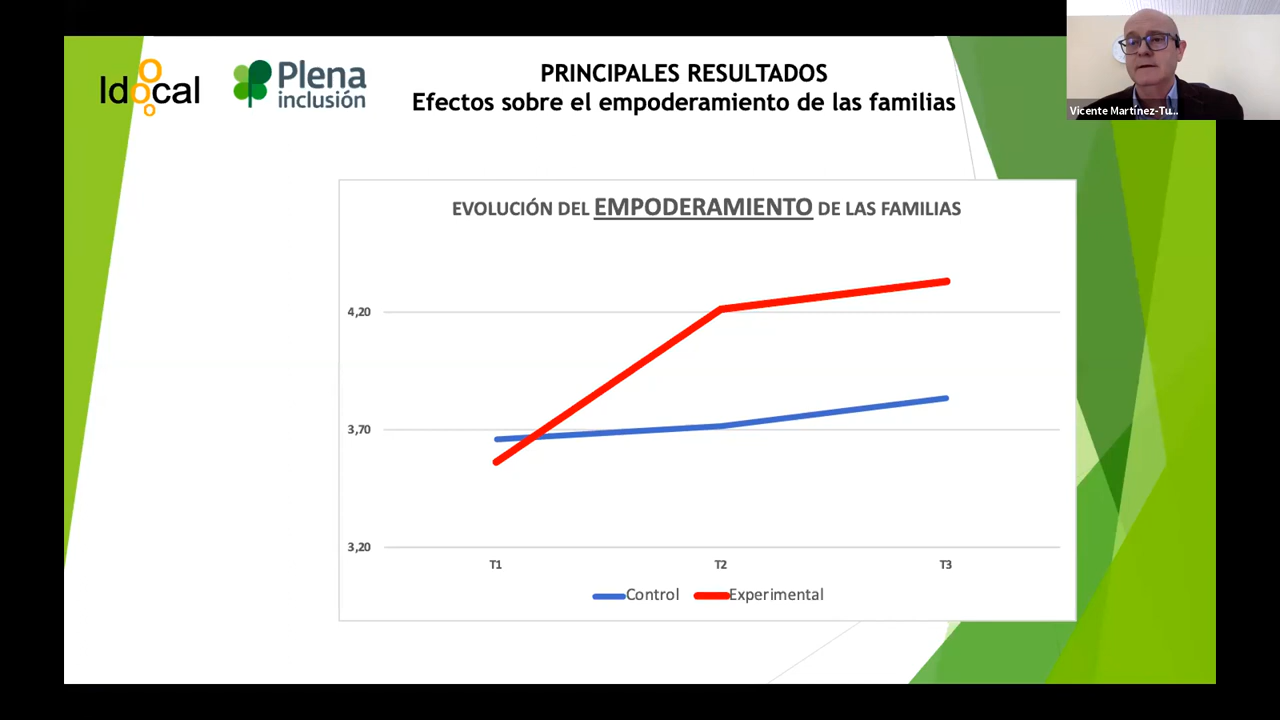 Idocal
Plena
inclusión
PRINCIPALES RESULTADOS
Efectos sobre el empoderamiento de las familias
Vicente Martínez-Tu...
EVOLUCIÓN DEL EMPODERAMIENTO DE LAS FAMILIAS
4,20
3,70
3,20
T1 T2 T3
Control Experimental